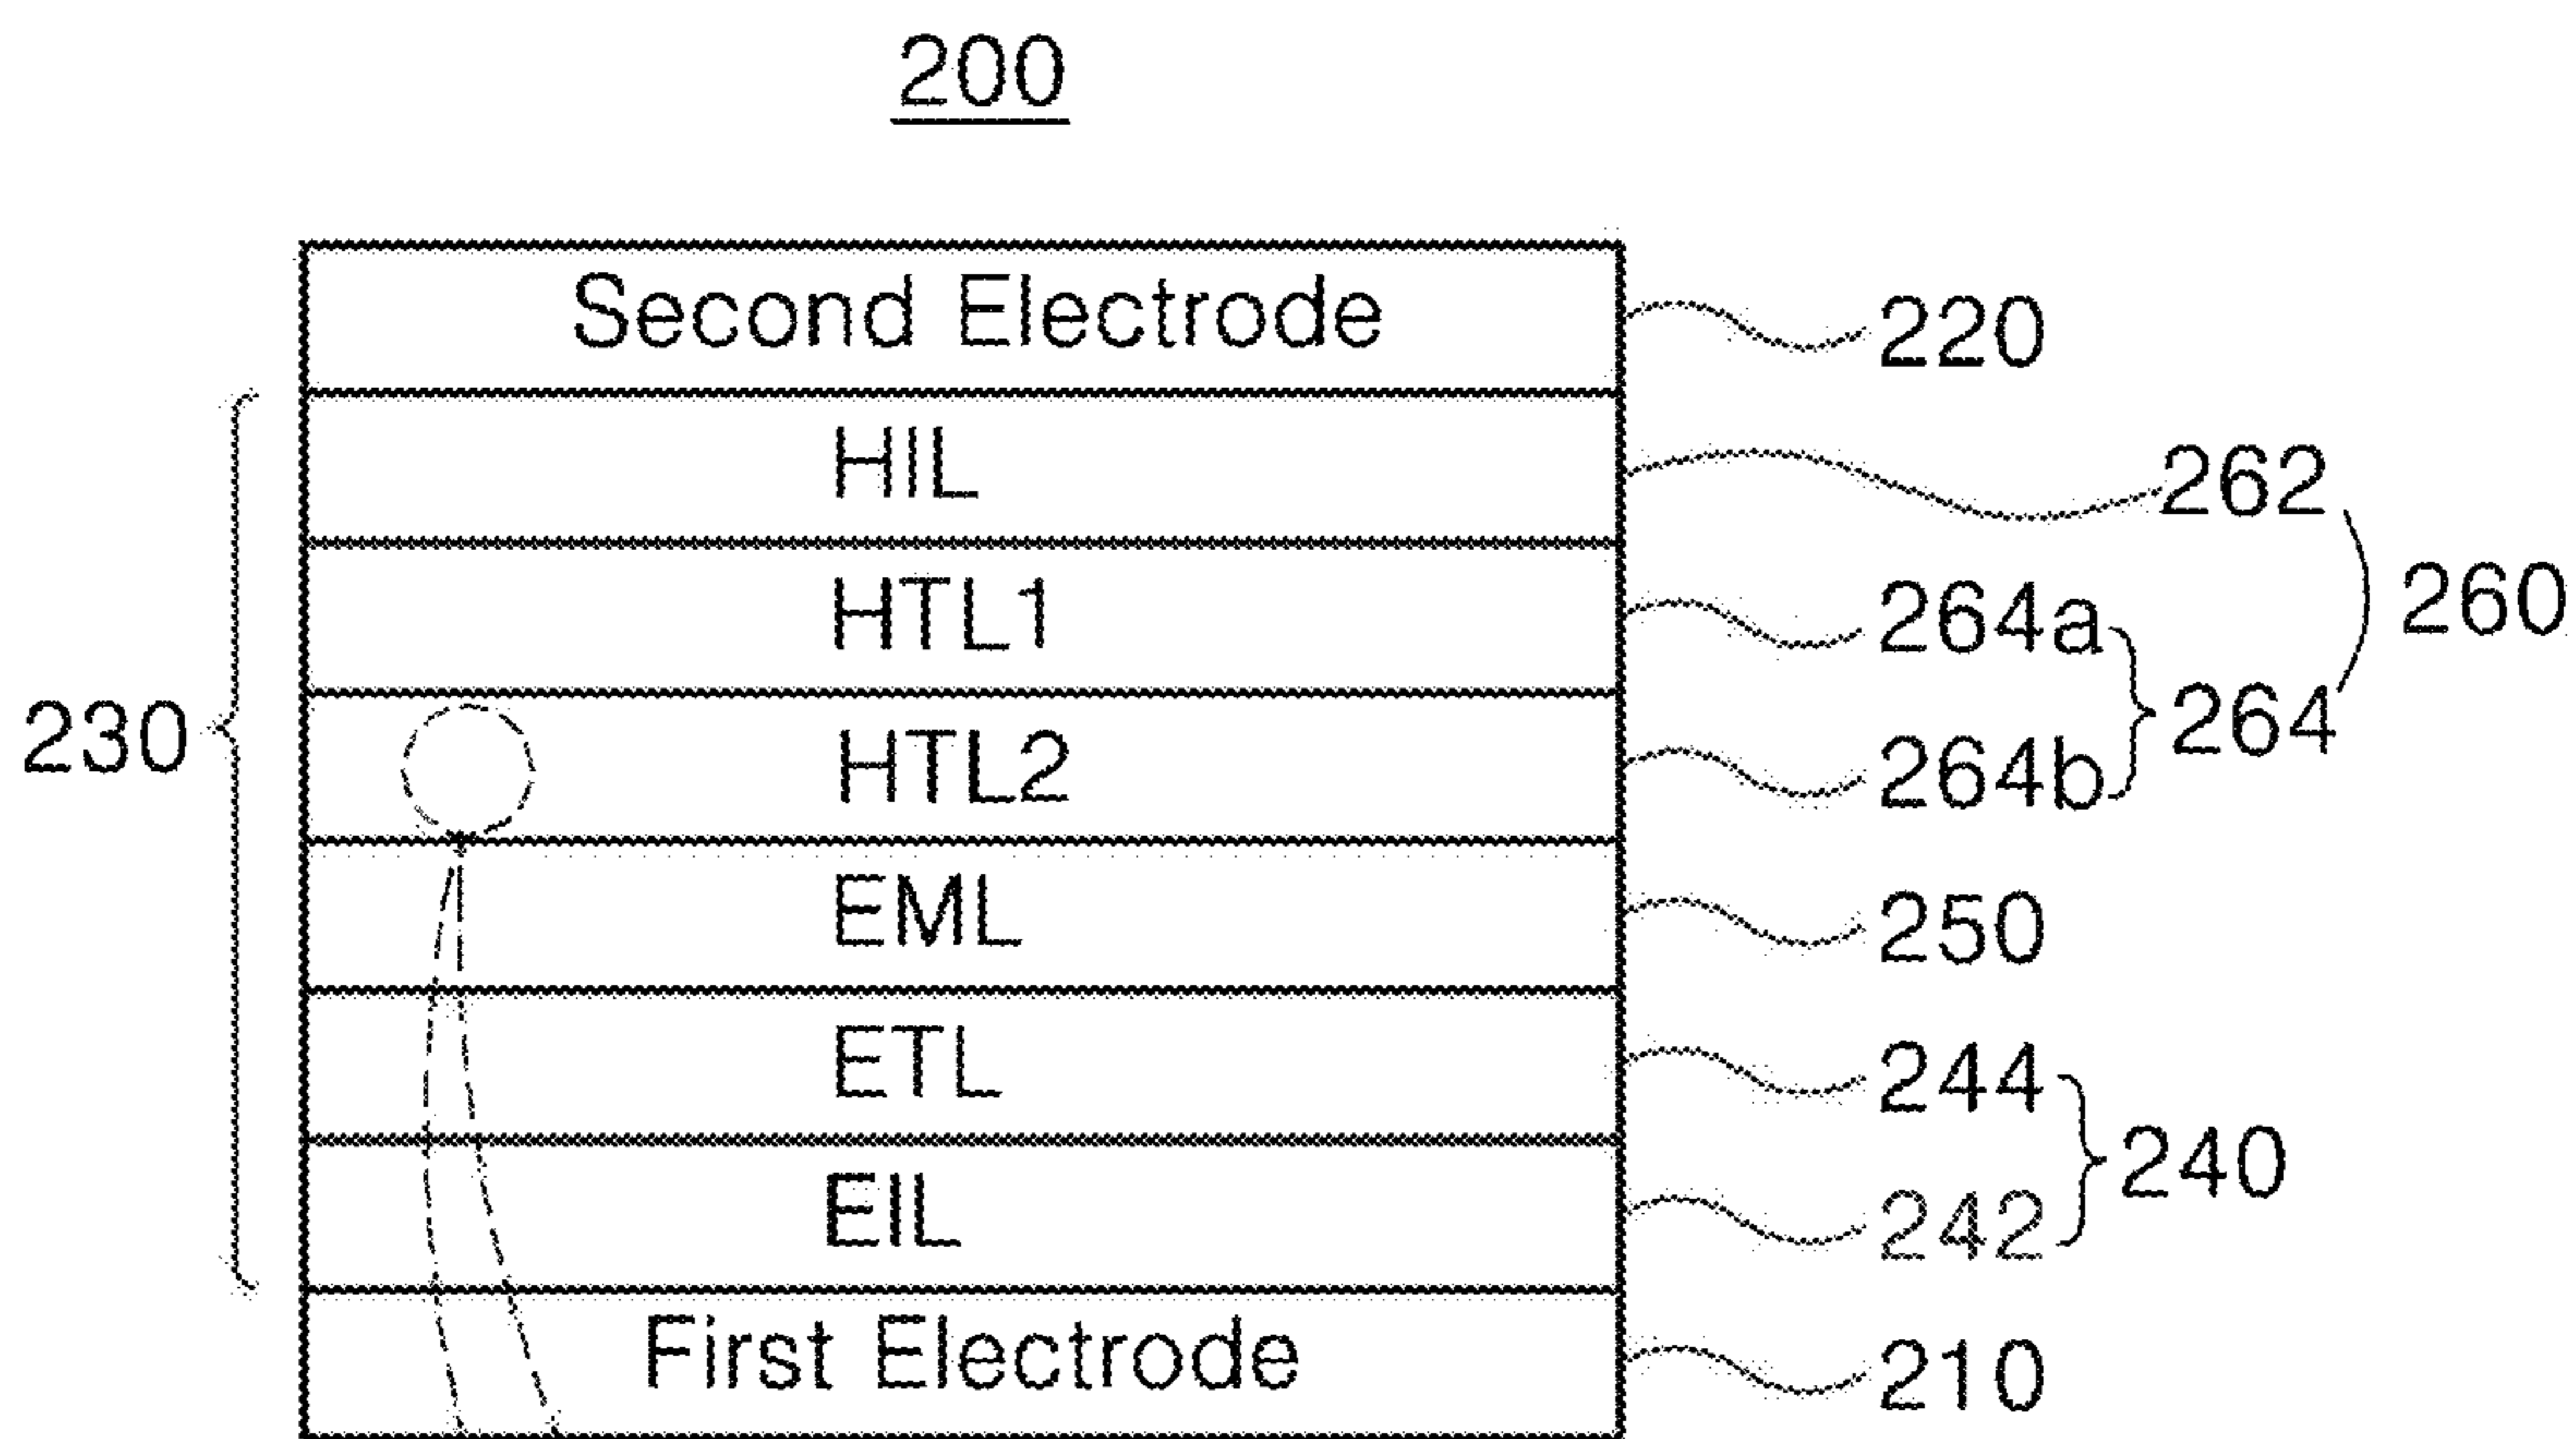 200
Second Electrode 220
HIL 262
260
HTL1 264a
230 264
HTL2 264b
EML 250
ETL 244
240
EIL 242
First Electrode 210